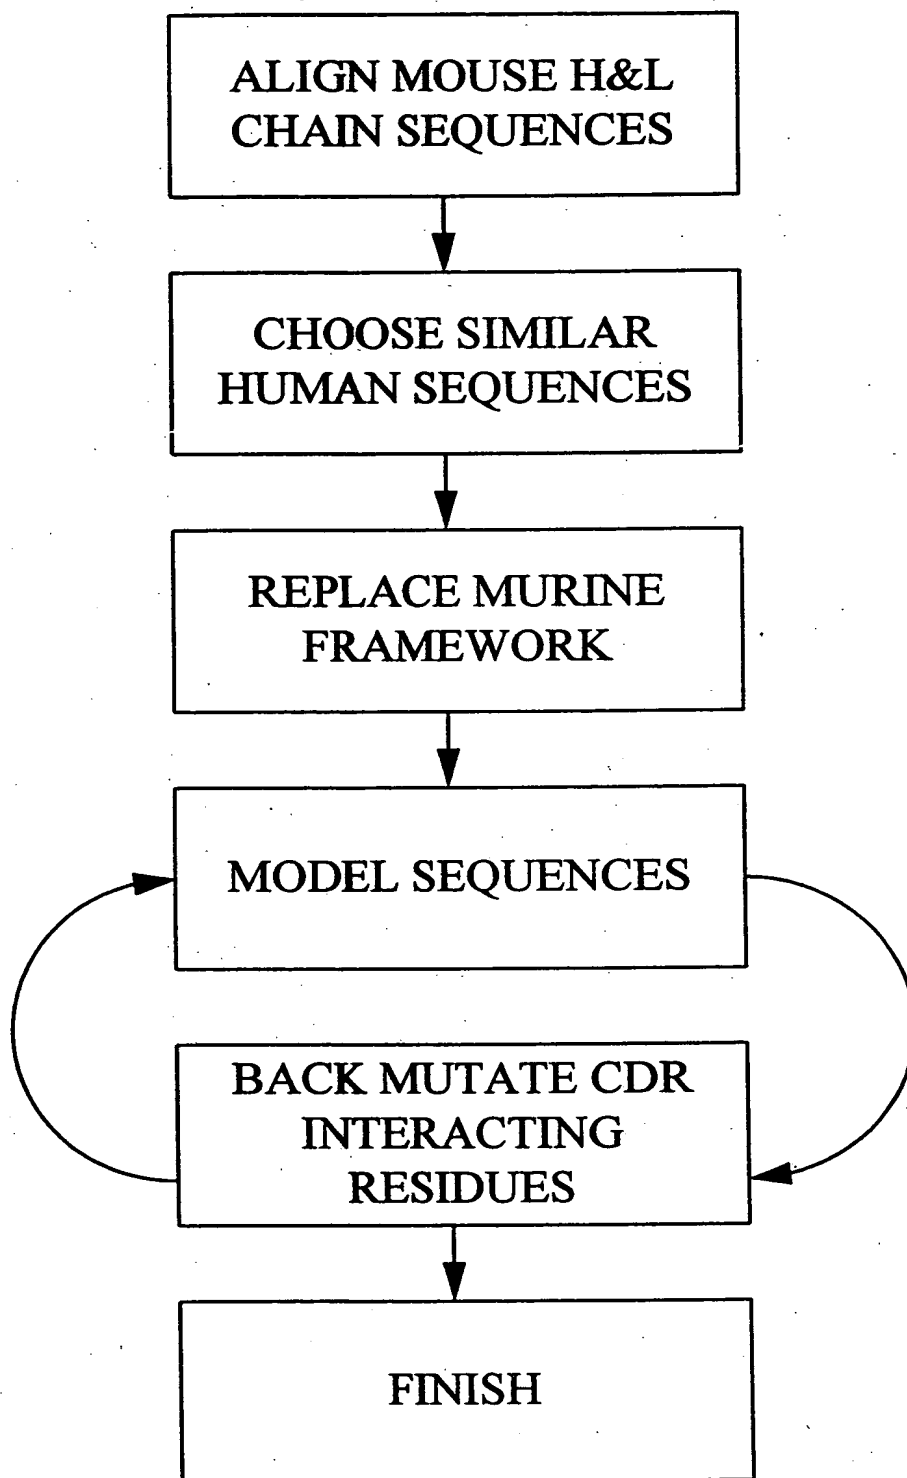 ALIGN MOUSE H&L
CHAIN SEQUENCES
CHOOSE SIMILAR
HUMAN SEQUENCES
REPLACE MURINE
FRAMEWORK
MODEL SEQUENCES
BACK MUTATE CDR
INTERACTING
RESIDUES
FINISH